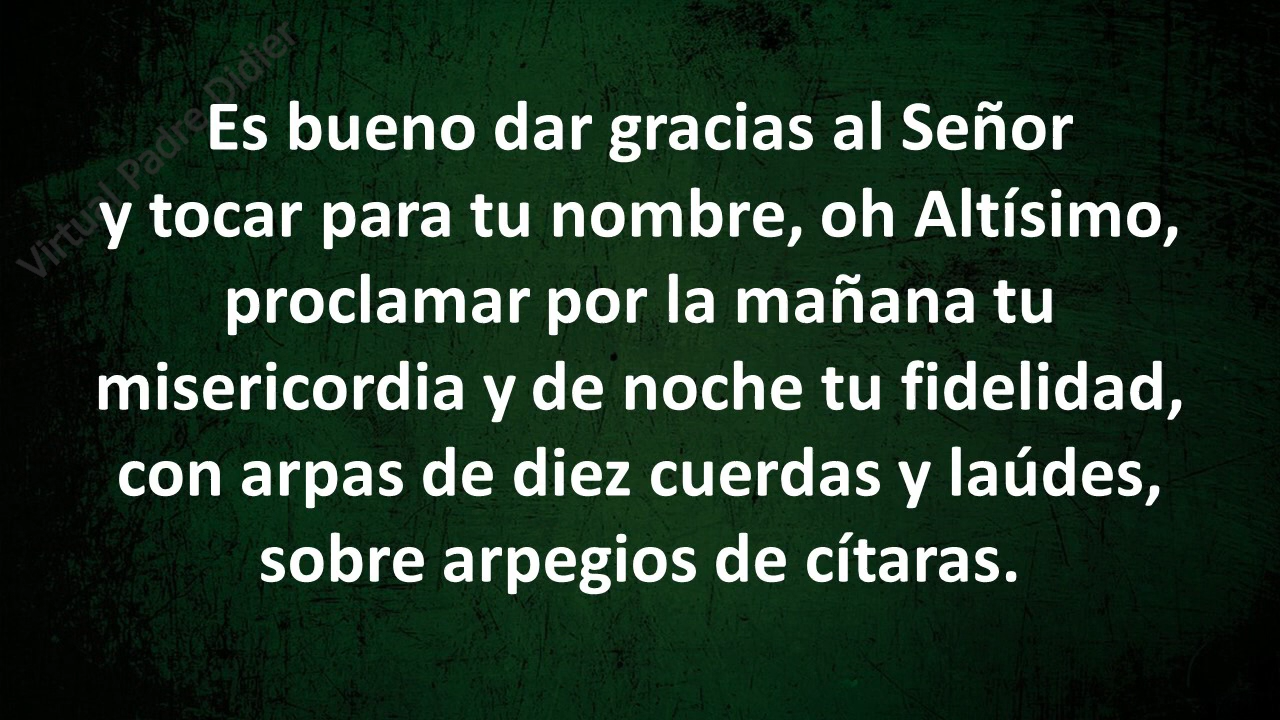 Virtual Padre Didier
Es bueno dar gracias al Señor
y tocar para tu nombre, oh Altísimo,
proclamar por la mañana tu
misericordia y de noche tu fidelidad,
con arpas de diez cuerdas y laúdes,
sobre arpegios de cítaras.